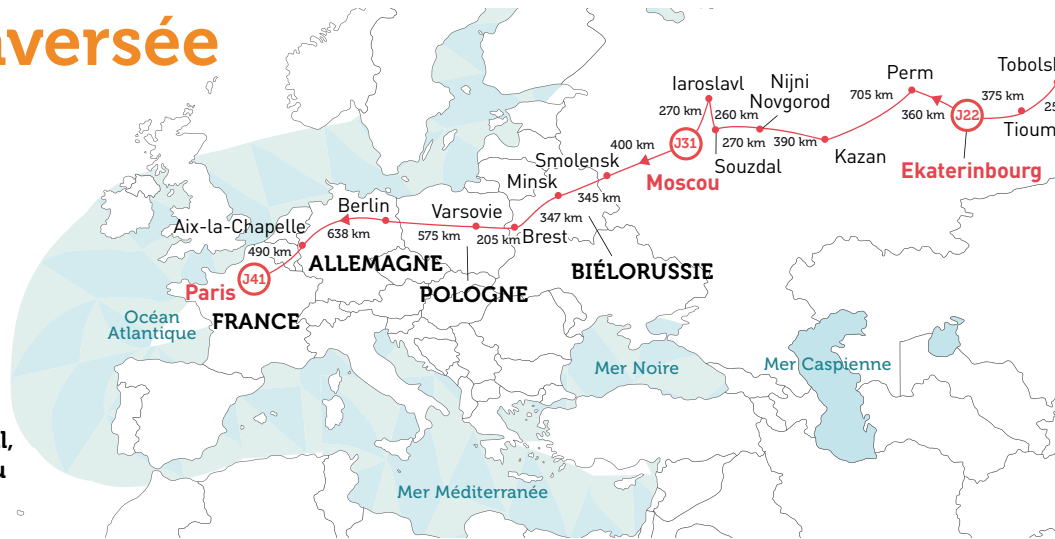 aversée
Tobolsk
Perm
375 km
25
Iaroslavl
Nijni
Novgorod
705 km
360 km
J22
Tioum
270 km
260 km
270 km
390 km
Kazan
Ekaterinbourg
400 km
J31
Souzdal
Moscou
Smolensk
Minsk
345 km
347 km
Berlin
Varsovie
Aix-la-Chapelle
638 km
575 km
205 km
Brest
490 km
ALLEMAGNE
BIÉLORUSSIE
J41
Paris
POLOGNE
FRANCE
Océan
Atlantique
Mer Noire
Mer Caspienne
l,
u
Mer Méditerranée